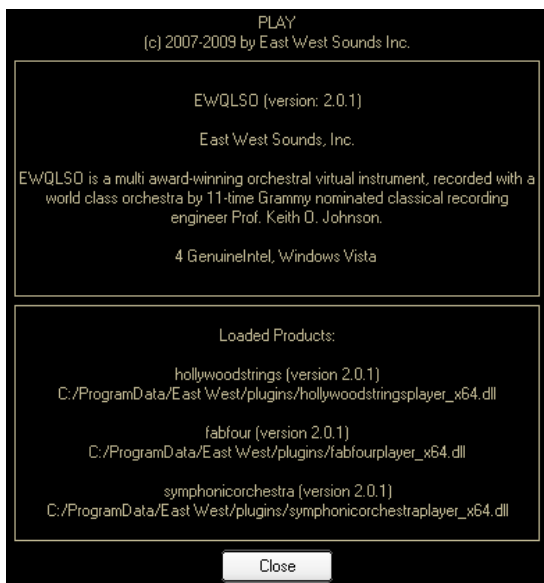 PLAY
(c) 2007-2009 by East West Sounds Inc.
EWQLSO (version: 2.0.1)
East West Sounds, Inc.
EWQLSO is a multi award-winning orchestral virtual instrument, recorded with a
world class orchestra by 11-time Grammy nominated classical recording
engineer Prof. Keith O. Johnson.
4 GenuineIntel, Windows Vista
Loaded Products:
hollywoodstrings (version 2.0.1)
C:/ProgramData/East West/plugins/hollywoodstringsplayer_x64.dll
fabfour (version 2.0.1)
C:/ProgramData/East West/plugins/fabfourplayer_x64.dll
symphonicorchestra (version 2.0.1)
C:/ProgramData/East West/plugins/symphonicorchestraplayer_x64.dll
Close